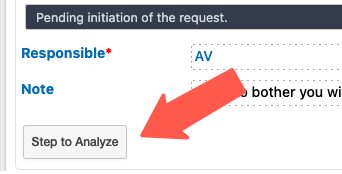 Pending initiation of the request.
Responsible* AV
Note bother you
Step to Analyze